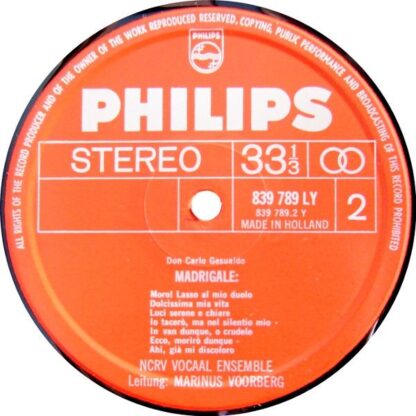 ALL RIGHTS OF THE RECORD PRODUCER AND OF THE OWNER OF THE WORK REPRODUCED RESERVED, COPYING, PUBLIC PERFORMANCE AND BROADCASTING OF THIS RECORD PROHIBITED
PHILIPS
PHILIPS
STEREO 33 1/3
839 789 LY
839 789.2 Y
MADE IN HOLLAND
2
Don Carlo Gesualdo
MADRIGALE:
Moro! Lasso al mio duolo
Dolcissima mia vita
Luci serene e chiare
Io tacerò, ma nel silentio mio -
In van dunque, o crudele
Ecco, morirò dunque -
Ahi, già mi discoloro
NCRV VOCAAL ENSEMBLE
Leitung: MARINUS VOORBERG